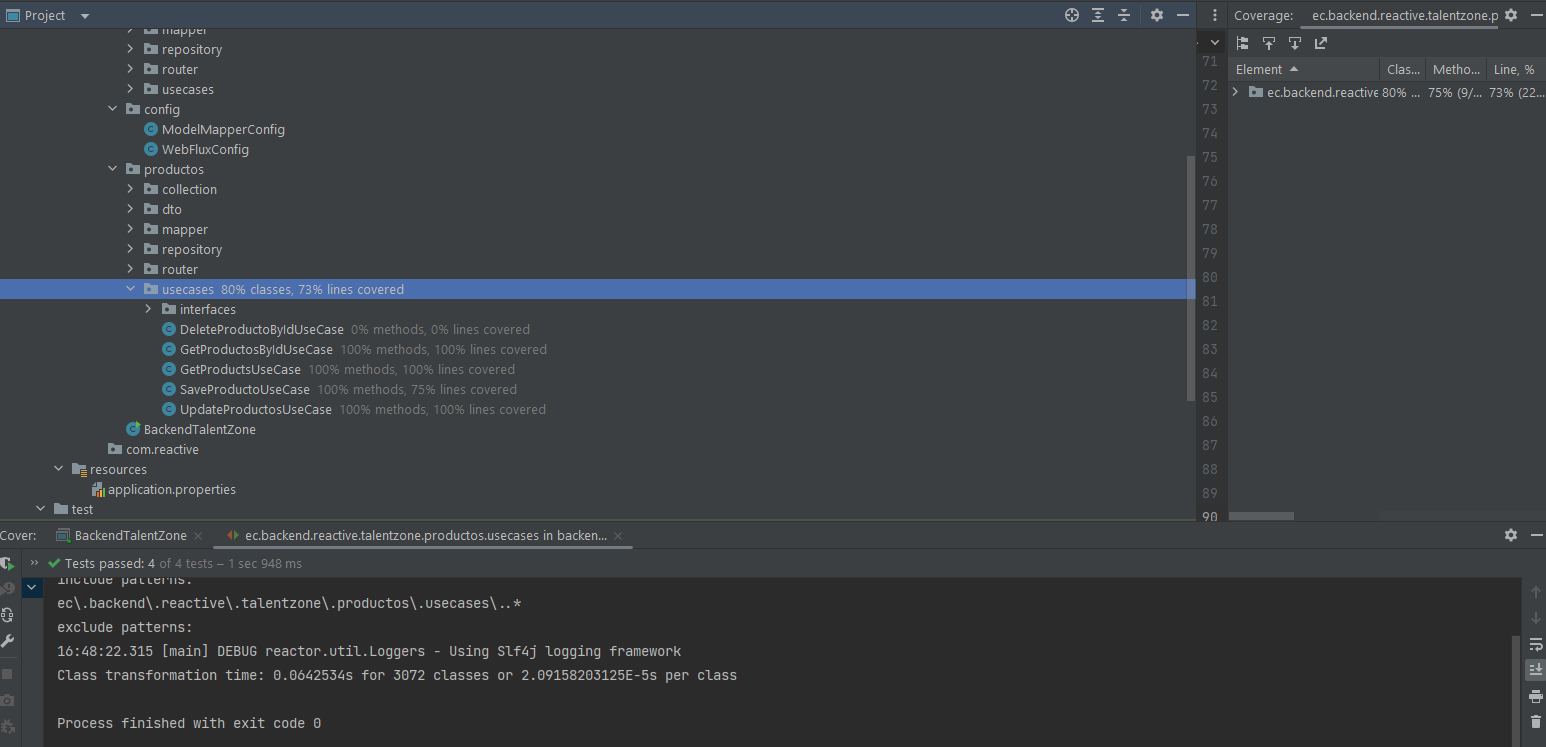 Project
mapper
repository
router
usecases
config
ModelMapperConfig
WebFluxConfig
productos
collection
dto
mapper
repository
router
usecases 80% classes, 73% lines covered
interfaces
DeleteProductoByIdUseCase 0% methods, 0% lines covered
GetProductosByIdUseCase 100% methods, 100% lines covered
GetProductsUseCase 100% methods, 100% lines covered
SaveProductoUseCase 100% methods, 75% lines covered
UpdateProductosUseCase 100% methods, 100% lines covered
BackendTalentZone
com.reactive
resources
application.properties
test
71
72
73
74
75
76
77
78
79
80
81
82
83
84
85
86
87
88
89
90
Coverage: ec.backend.reactive.talentzone.p
Element Clas... Metho... Line, %
ec.backend.reactive 80% ... 75% (9/... 73% (22...
Cover: BackendTalentZone ec.backend.reactive.talentzone.productos.usecases in backen...
Tests passed: 4 of 4 tests – 1 sec 948 ms
include patterns:
ec\.backend\.reactive\.talentzone\.productos\.usecases\..*
exclude patterns:
16:48:22.315 [main] DEBUG reactor.util.Loggers - Using Slf4j logging framework
Class transformation time: 0.0642534s for 3072 classes or 2.09158203125E-5s per class
Process finished with exit code 0